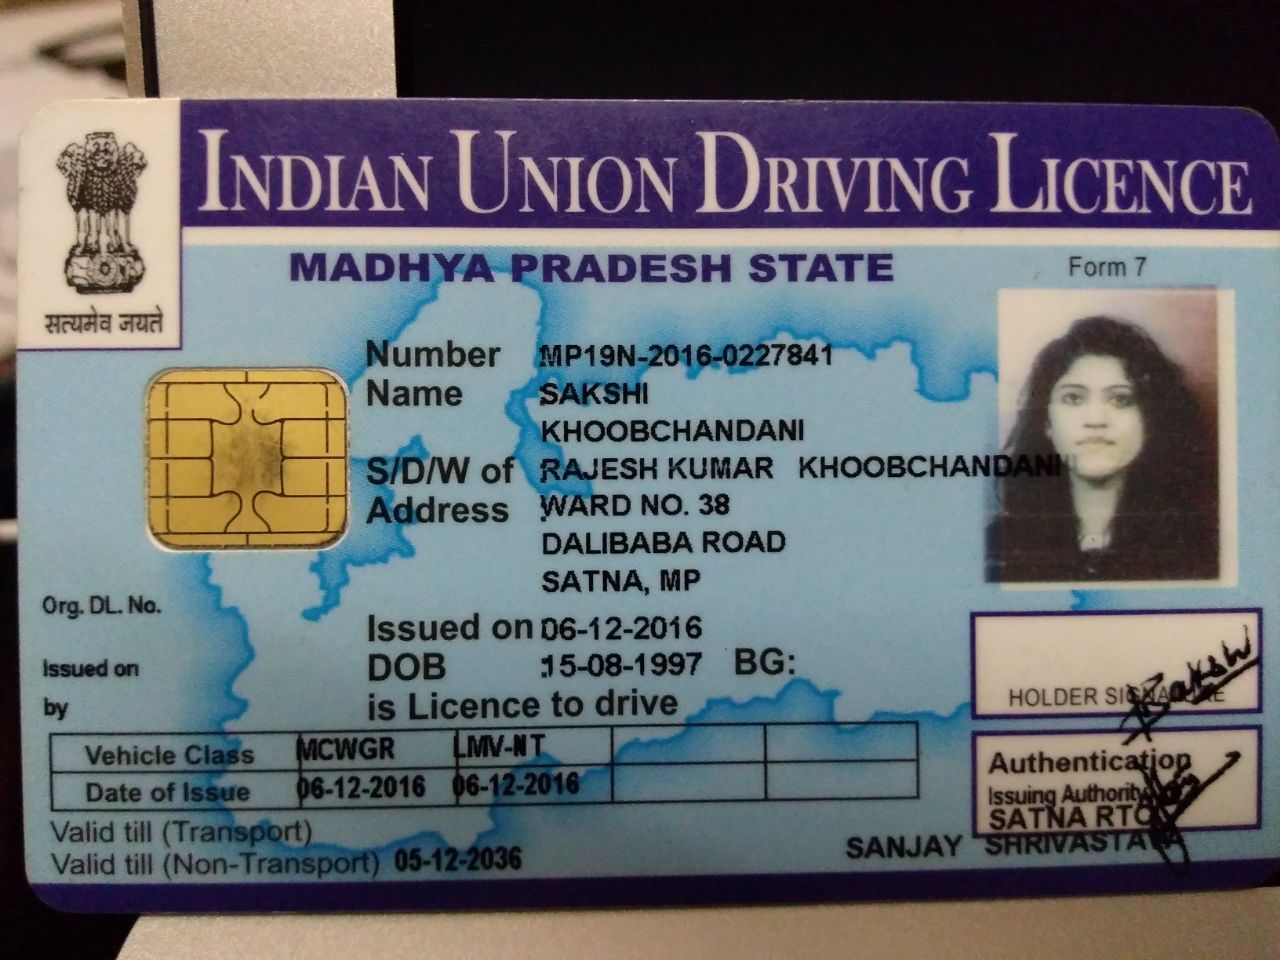 INDIAN UNION DRIVING LICENCE
सत्यमेव जयते
MADHYA PRADESH STATE
Form 7
Number :MP19N-2016-0227841
Name :SAKSHI
KHOOBCHANDANI
S/D/W of :RAJESH KUMAR KHOOBCHANDANI
Address :WARD NO. 38
DALIBABA ROAD
SATNA, MP
Org. DL. No.
Issued on :06-12-2016
Issued on
DOB :15-08-1997 BG:
by
is Licence to drive
HOLDER SIGNATURE
Sakshi
Vehicle Class MCWGR LMV-NT
Date of Issue 06-12-2016 06-12-2016
Authentication
Issuing Authority
SATNA RTO
Valid till (Transport)
Valid till (Non-Transport) 05-12-2036
SANJAY SHRIVASTAVA